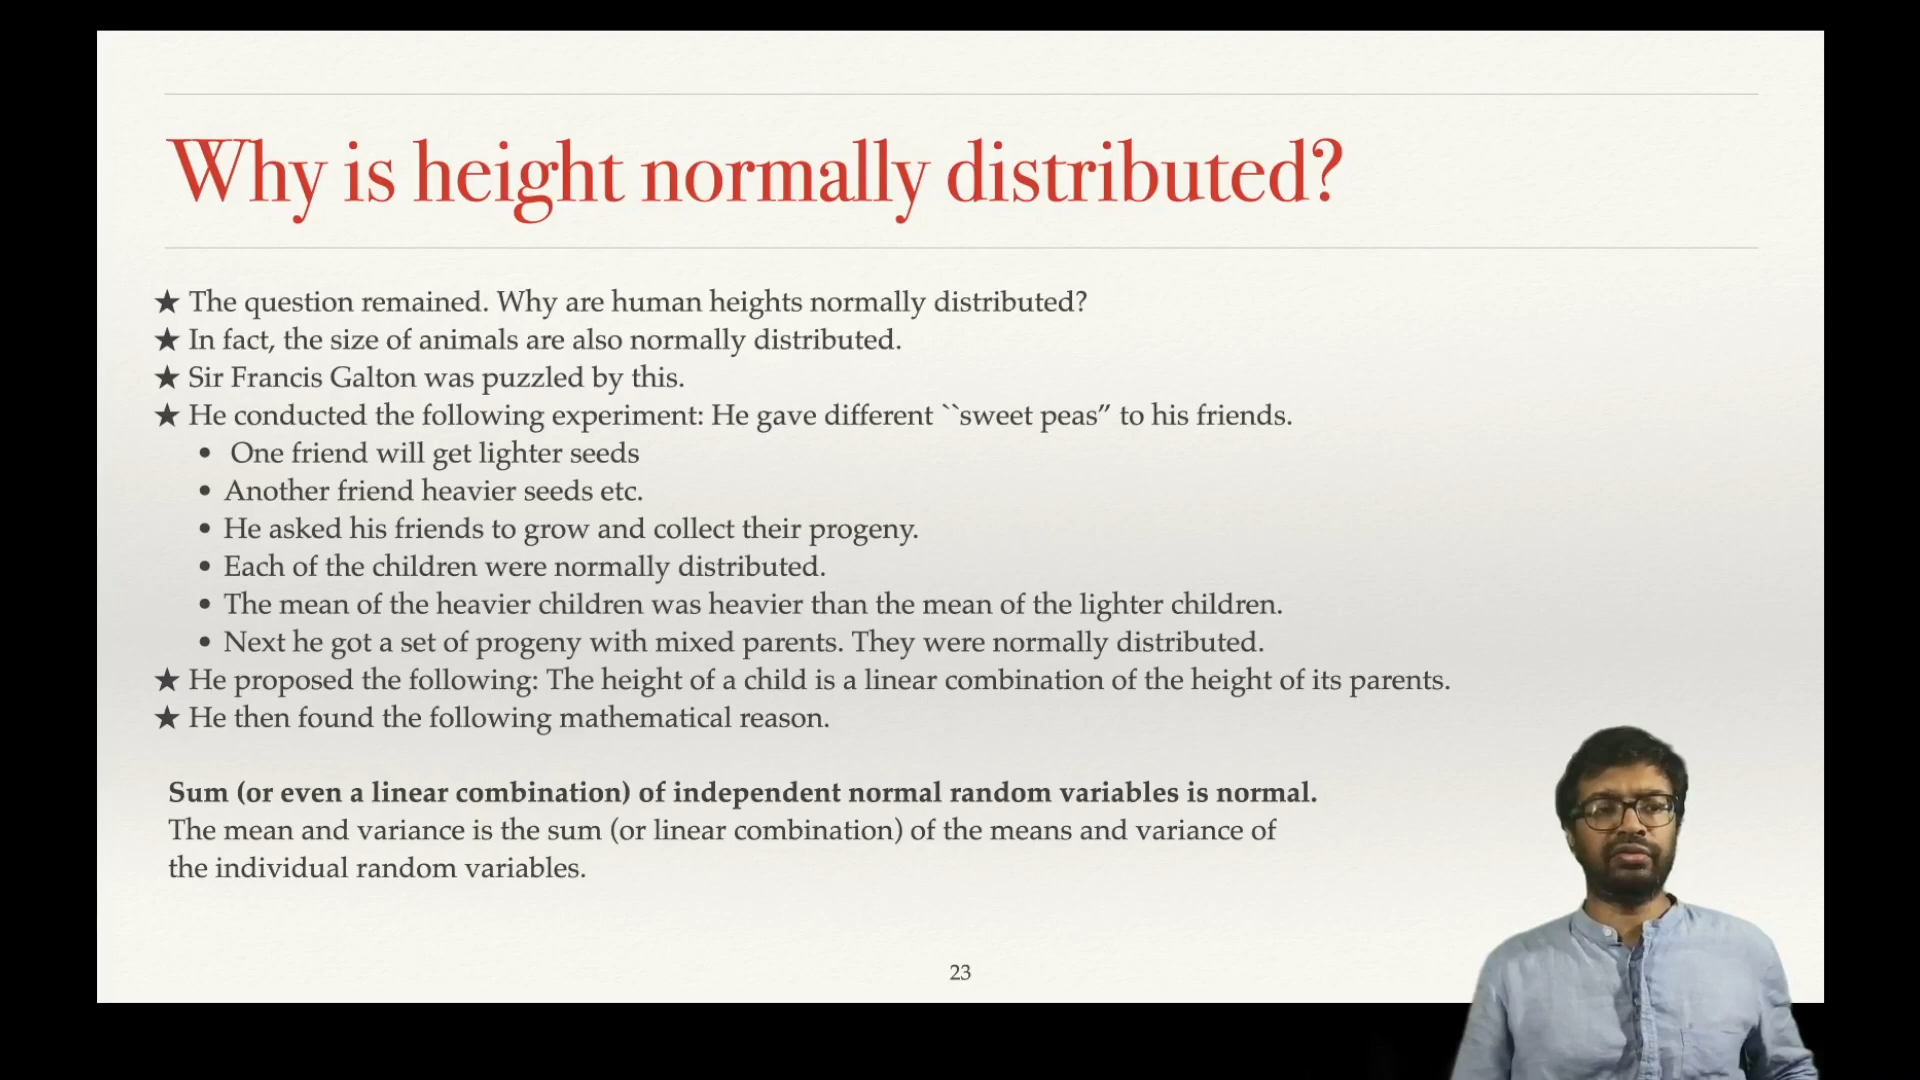 Why is height normally distributed?
★ The question remained. Why are human heights normally distributed?
★ In fact, the size of animals are also normally distributed.
★ Sir Francis Galton was puzzled by this.
★ He conducted the following experiment: He gave different ``sweet peas” to his friends.
• One friend will get lighter seeds
• Another friend heavier seeds etc.
• He asked his friends to grow and collect their progeny.
• Each of the children were normally distributed.
• The mean of the heavier children was heavier than the mean of the lighter children.
• Next he got a set of progeny with mixed parents. They were normally distributed.
★ He proposed the following: The height of a child is a linear combination of the height of its parents.
★ He then found the following mathematical reason.
Sum (or even a linear combination) of independent normal random variables is normal.
The mean and variance is the sum (or linear combination) of the means and variance of
the individual random variables.
23